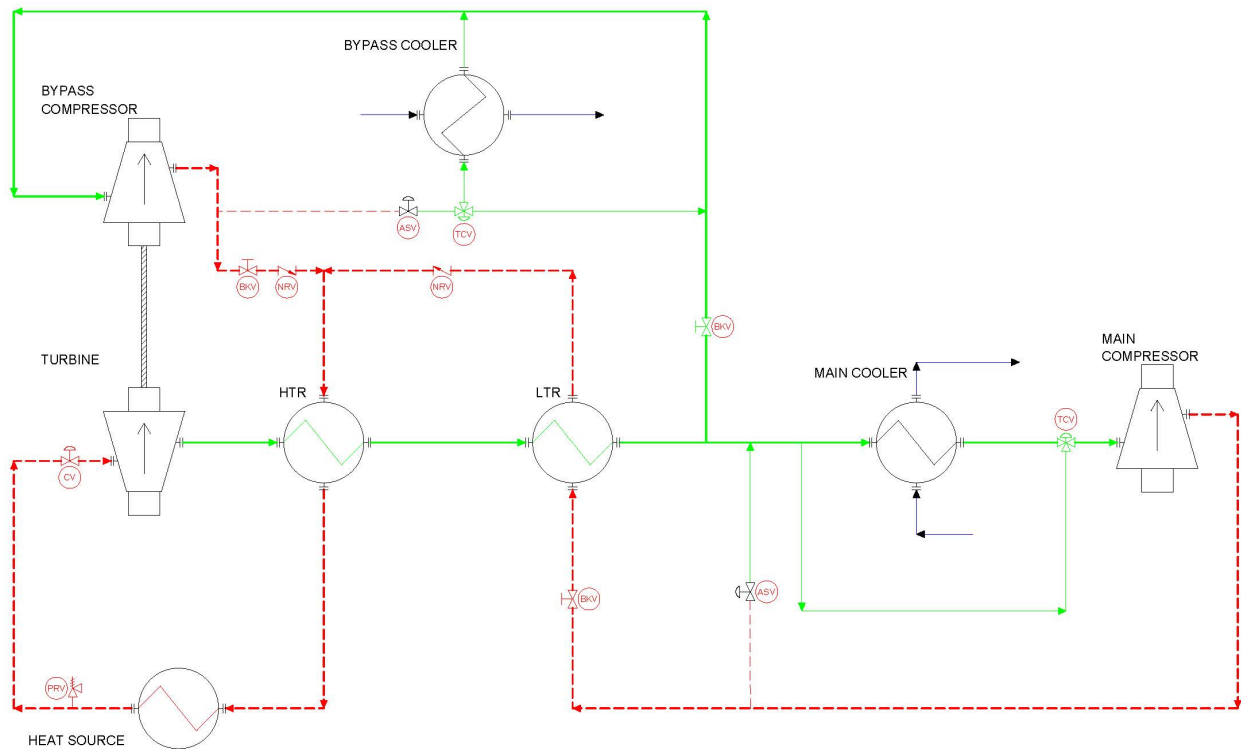 BYPASS COOLER
BYPASS
COMPRESSOR
ASV
TCV
BKV
NRV
NRV
BKV
TURBINE
HTR
LTR
MAIN COOLER
MAIN
COMPRESSOR
TCV
CV
BKV
ASV
PRV
HEAT SOURCE